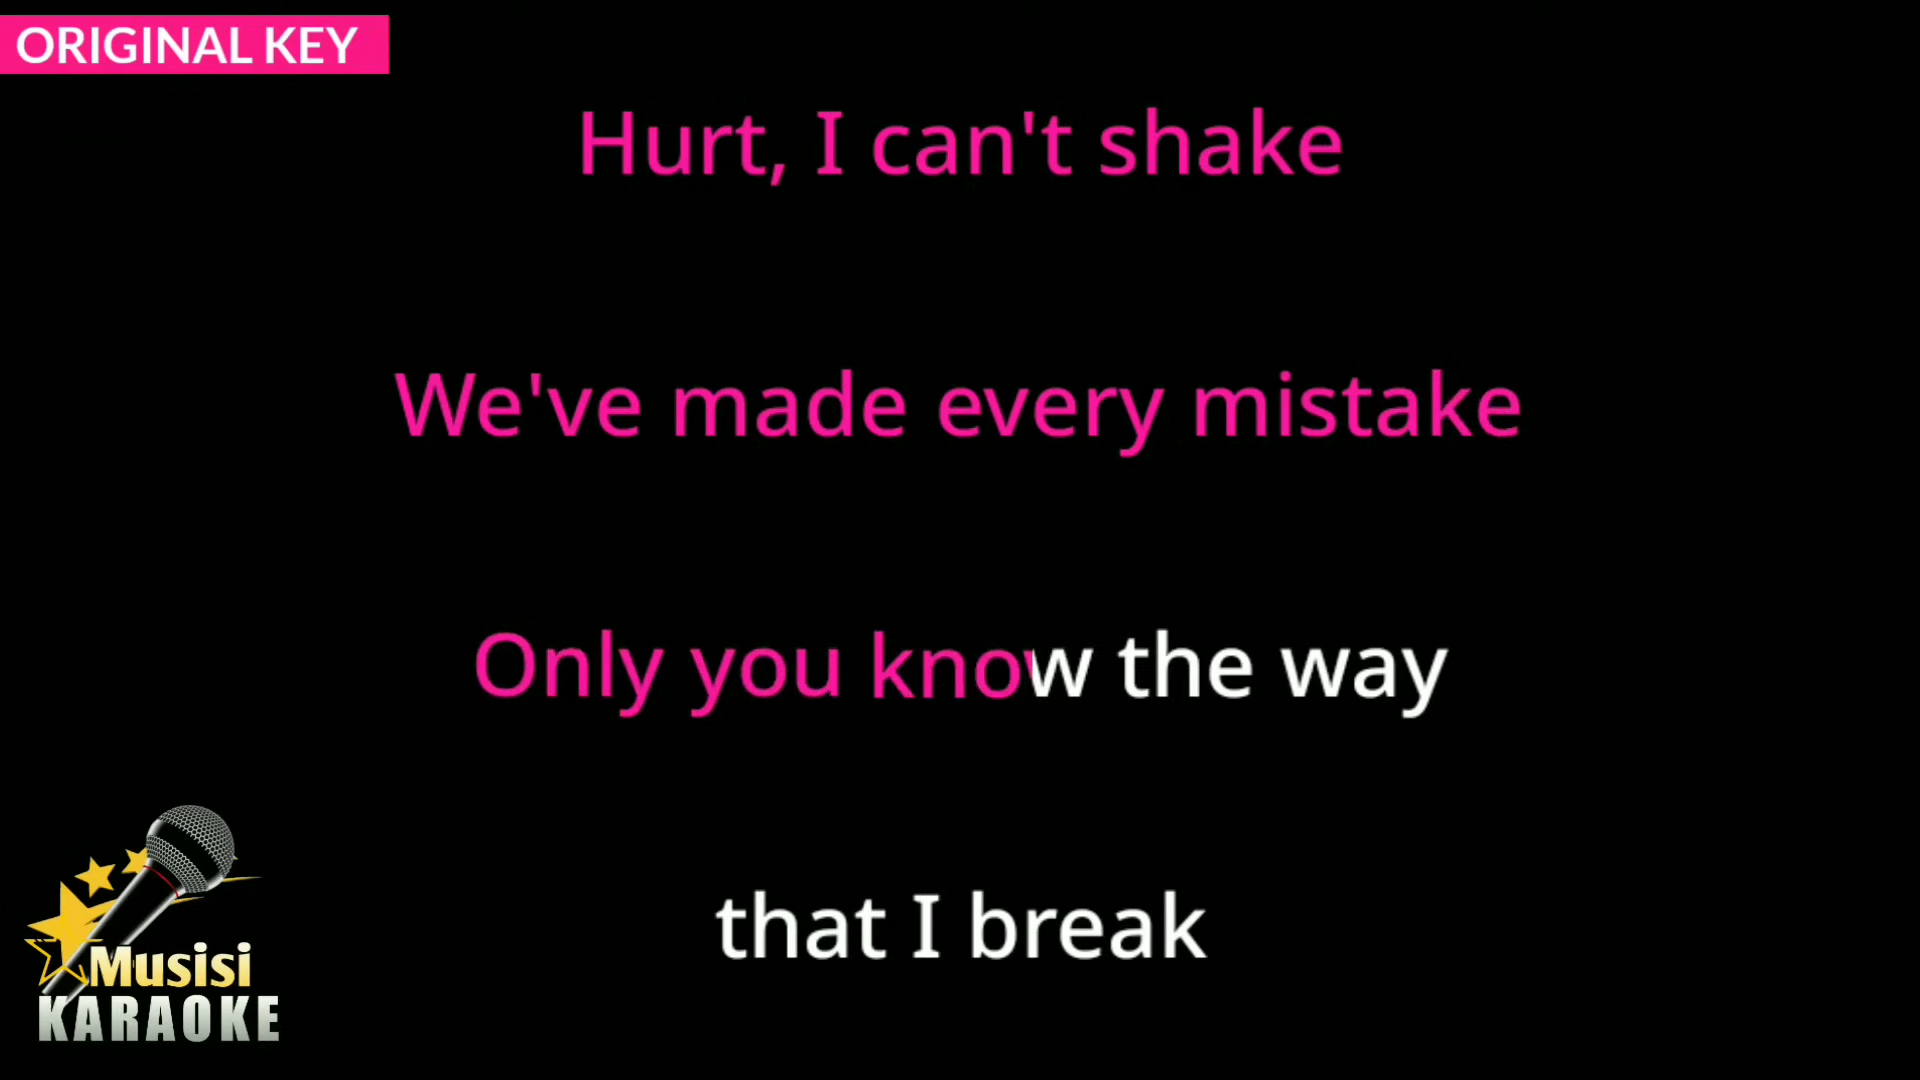 ORIGINAL KEY
Hurt, I can't shake
We've made every mistake
Only you know the way
that I break
Musisi
KARAOKE